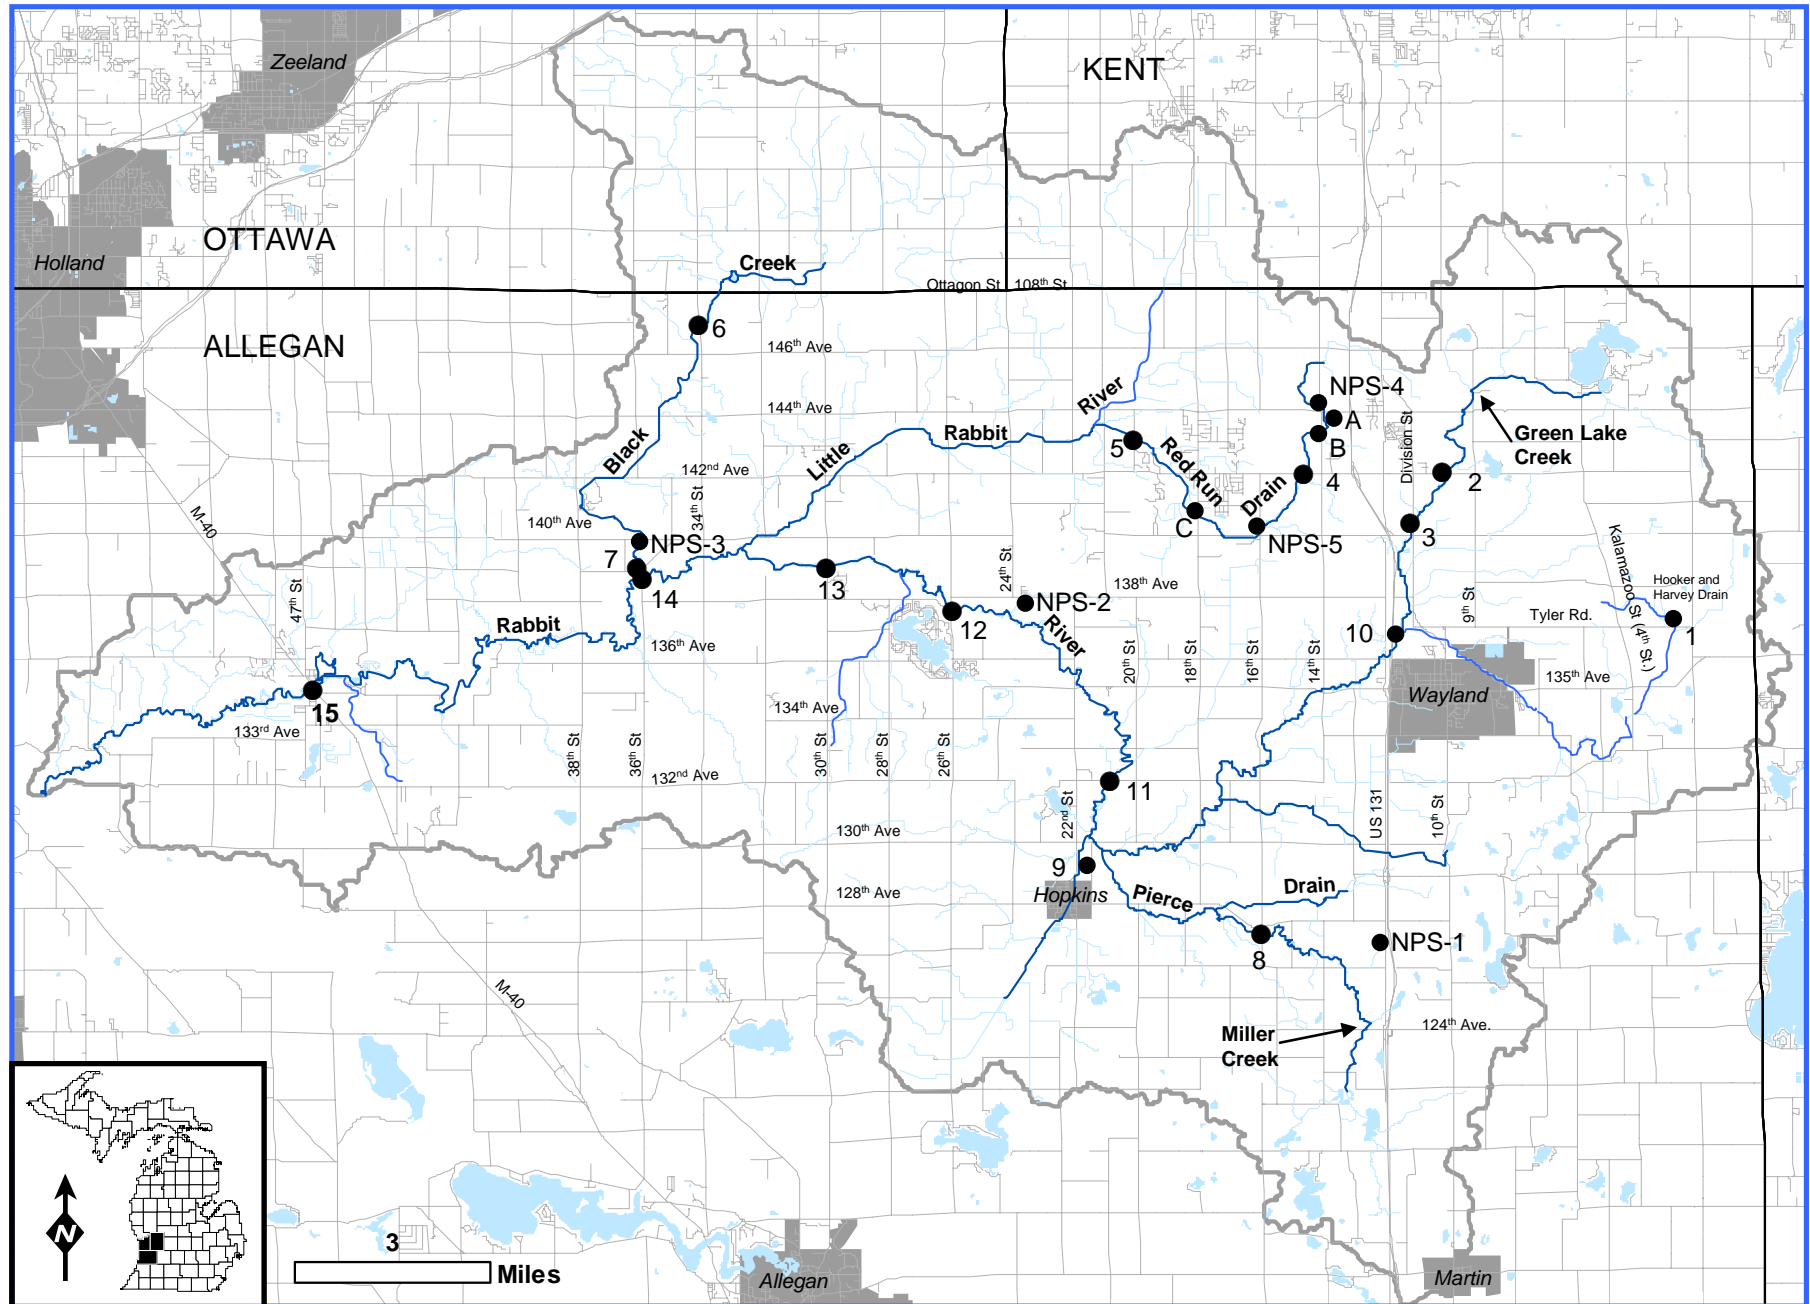 Zeeland
KENT
OTTAWA
Holland
Creek
Ottagon St
108th St
6
ALLEGAN
146th Ave
144th Ave
River
NPS-4
A
B
Division St
Green Lake
Creek
Black
Little
Rabbit
5
Red Run
142nd Ave
34th St
4
2
Drain
M-40
140th Ave
NPS-3
C
NPS-5
3
Kalamazoo St (4th St.)
7
14
13
24th St
138th Ave
NPS-2
Hooker and
Harvey Drain
47th St
Rabbit
12
River
10
9th St
Tyler Rd.
1
136th Ave
20th St
18th St
16th St
14th St
135th Ave
Wayland
15
134th Ave
133rd Ave
38th St
36th St
30th St
28th St
26th St
132nd Ave
11
22nd St
US 131
10th St
130th Ave
9
128th Ave
Hopkins
Pierce
Drain
8
NPS-1
M-40
Miller
Creek
124th Ave.
N
3
Miles
Allegan
Martin